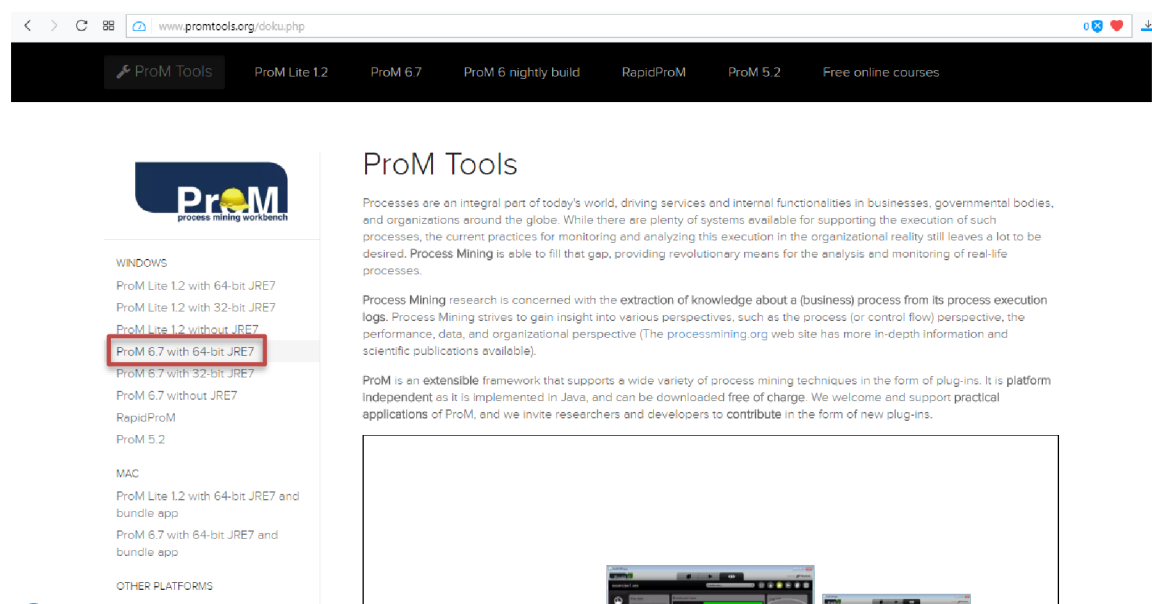 www.promtools.org/doku.php
0
ProM Tools
ProM Lite 1.2
ProM 6.7
ProM 6 nightly build
RapidProM
ProM 5.2
Free online courses
ProM
process mining workbench
WINDOWS
ProM Lite 1.2 with 64-bit JRE7
ProM Lite 1.2 with 32-bit JRE7
ProM Lite 1.2 without JRE7
ProM 6.7 with 64-bit JRE7
ProM 6.7 with 32-bit JRE7
ProM 6.7 without JRE7
RapidProM
ProM 5.2
MAC
ProM Lite 1.2 with 64-bit JRE7 and
bundle app
ProM 6.7 with 64-bit JRE7 and
bundle app
OTHER PLATFORMS
ProM Tools
Processes are an integral part of today's world, driving services and internal functionalities in businesses, governmental bodies,
and organizations around the globe. While there are plenty of systems available for supporting the execution of such
processes, the current practices for monitoring and analyzing this execution in the organizational reality still leaves a lot to be
desired. Process Mining is able to fill that gap, providing revolutionary means for the analysis and monitoring of real-life
processes.
Process Mining research is concerned with the extraction of knowledge about a (business) process from its process execution
logs. Process Mining strives to gain insight into various perspectives, such as the process (or control flow) perspective, the
performance, data, and organizational perspective (The processmining.org web site has more in-depth information and
scientific publications available).
ProM is an extensible framework that supports a wide variety of process mining techniques in the form of plug-ins. It is platform
independent as it is implemented in Java, and can be downloaded free of charge. We welcome and support practical
applications of ProM, and we invite researchers and developers to contribute in the form of new plug-ins.